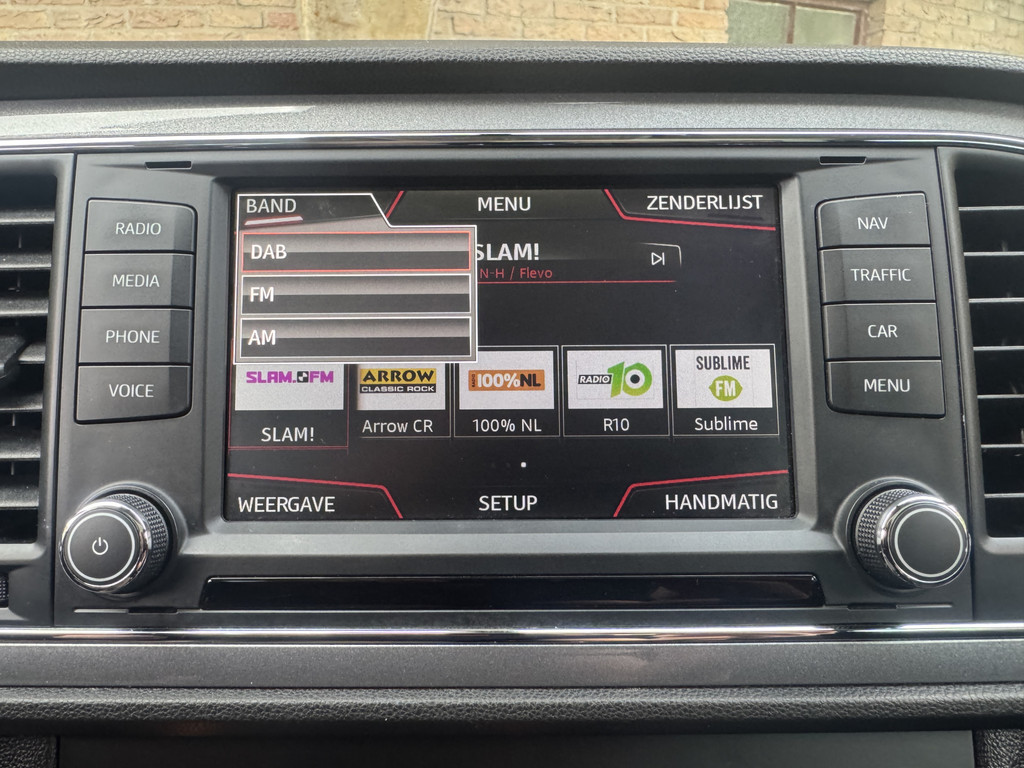 RADIO
MEDIA
PHONE
VOICE
BAND
MENU
ZENDERLIJST
DAB
FM
AM
SLAM!
N-H / Flevo
SLAM.FM
ARROW
CLASSIC ROCK
RADIO 100%NL
RADIO 10
SUBLIME
FM
SLAM!
Arrow CR
100% NL
R10
Sublime
WEERGAVE
SETUP
HANDMATIG
NAV
TRAFFIC
CAR
MENU